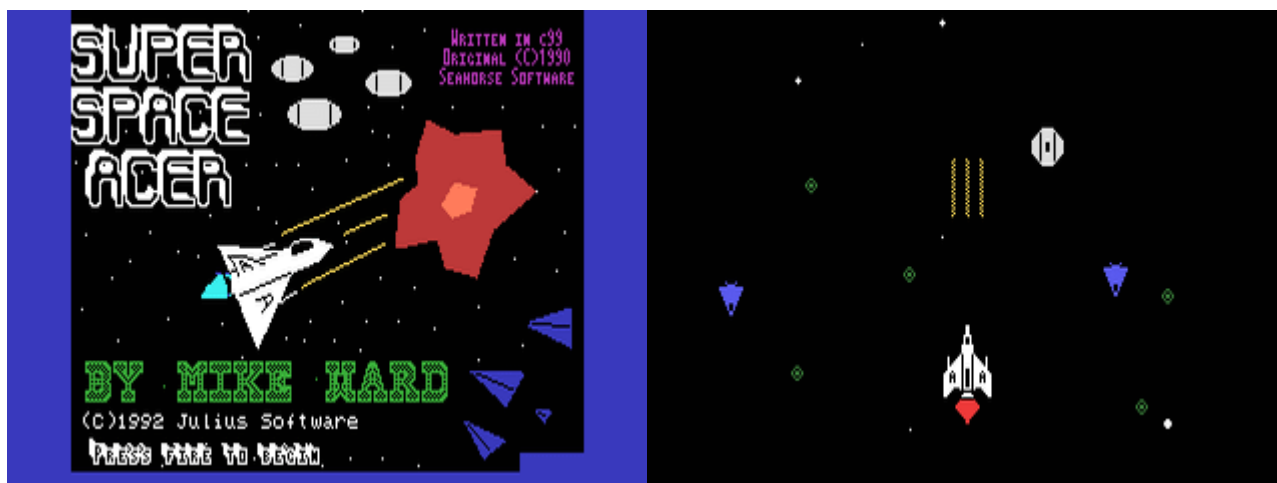 SUPER
SPACE
ACER
WRITTEN IN c99
ORIGINAL (C)1990
SEAHORSE SOFTWARE
BY MIKE WARD
(C)1992 Julius Software
PRESS FIRE TO BEGIN